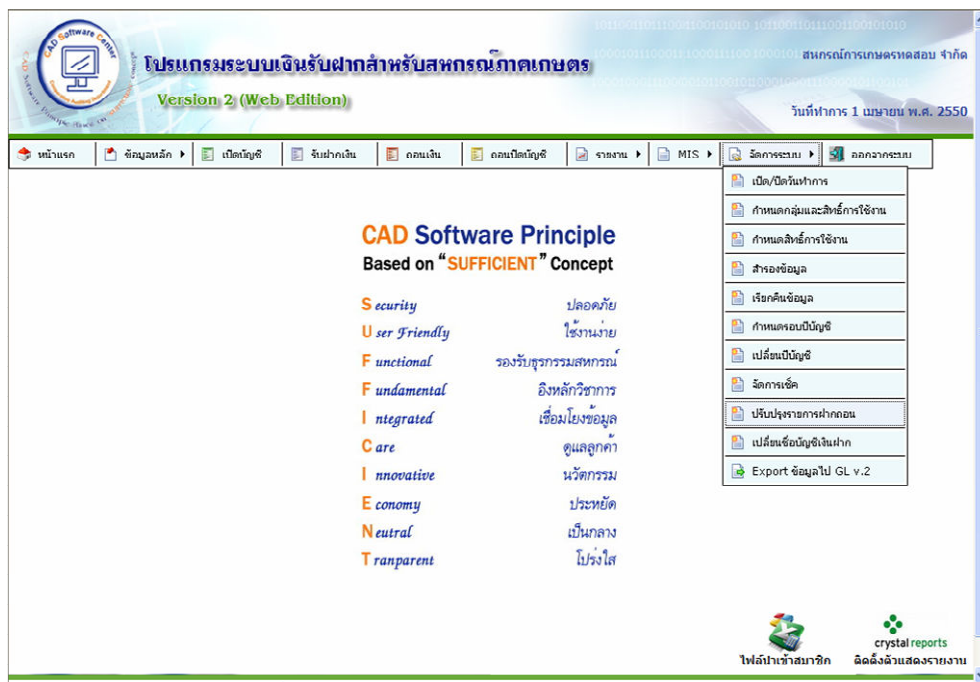 CAD Software Center
โปรแกรมระบบเงินรับฝากสำหรับสหกรณ์ภาคเกษตร
Version 2 (Web Edition)
สหกรณ์การเกษตรทดสอบ จำกัด
วันที่ทำการ 1 เมษายน พ.ศ. 2550
หน้าแรก ข้อมูลหลัก เปิดบัญชี รับฝากเงิน ถอนเงิน ถอนปิดบัญชี รายงาน MIS จัดการระบบ ออกจากระบบ
เปิด/ปิดวันทำการ
กำหนดกลุ่มและสิทธิ์การใช้งาน
กำหนดสิทธิ์การใช้งาน
สำรองข้อมูล
เรียกคืนข้อมูล
กำหนดรอบปีบัญชี
เปลี่ยนปีบัญชี
จัดการเช็ค
ปรับปรุงรายการฝากถอน
เปลี่ยนชื่อบัญชีเงินฝาก
Export ข้อมูลไป GL v.2
CAD Software Principle
Based on “SUFFICIENT” Concept
Security ปลอดภัย
User Friendly ใช้งานง่าย
Functional รองรับธุรกรรมสหกรณ์
Fundamental อิงหลักวิชาการ
Integrated เชื่อมโยงข้อมูล
Care ดูแลลูกค้า
Innovative นวัตกรรม
Economy ประหยัด
Neutral เป็นกลาง
Tranparent โปร่งใส
ไฟล์นำเข้าสมาชิก
crystal reports
ติดตั้งตัวแสดงรายงาน